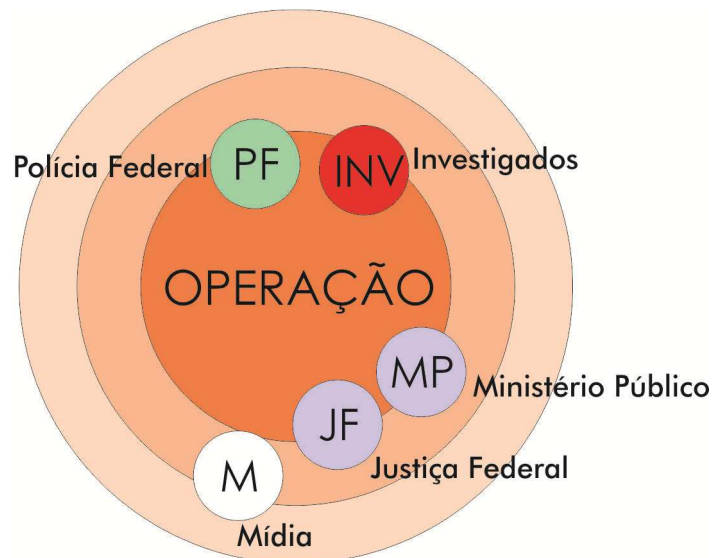 PF
INV
Polícia Federal
Investigados
OPERAÇÃO
MP
Ministério Público
JF
Justiça Federal
M
Mídia